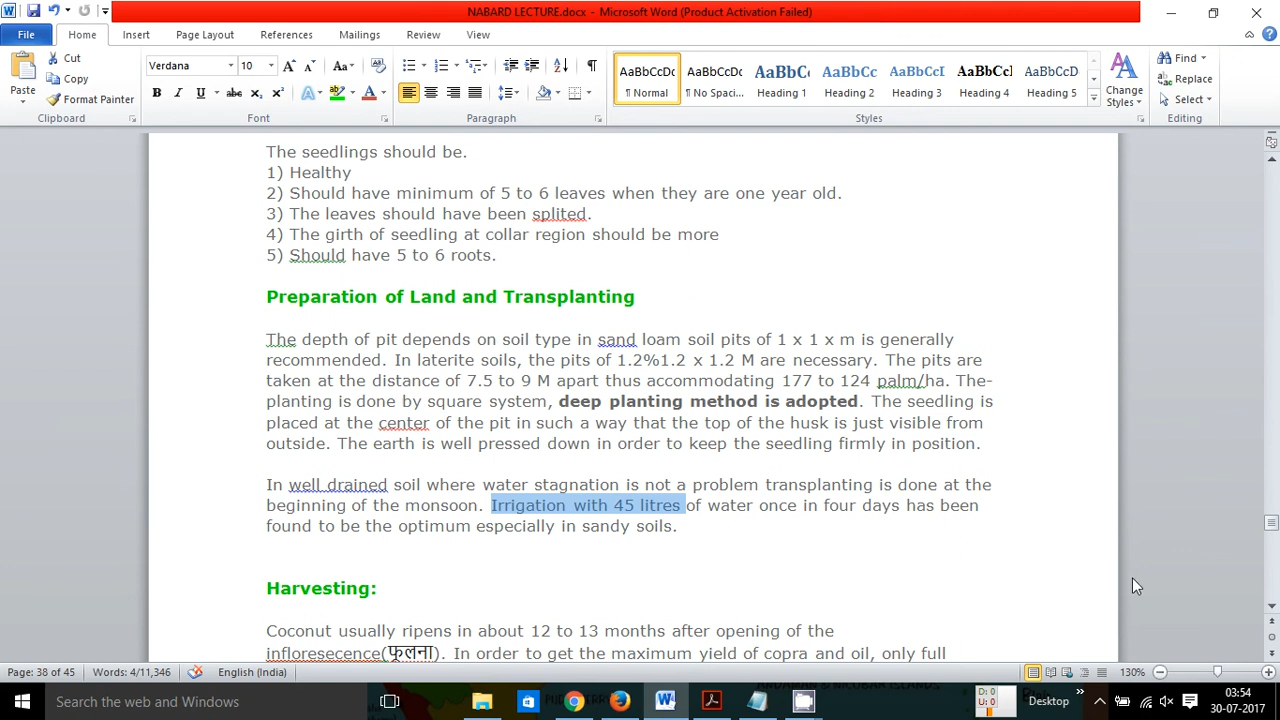 NABARD LECTURE.docx - Microsoft Word (Product Activation Failed)
File Home Insert Page Layout References Mailings Review View
Paste
Cut
Copy
Format Painter
Clipboard
Verdana 10
Font
Paragraph
AaBbCcDc AaBbCcDc AaBbCc AaBbCc AaBbCcI AaBbCcI AaBbCcDc
¶ Normal ¶ No Spaci... Heading 1 Heading 2 Heading 3 Heading 4 Heading 5
Styles
Change Styles
Find
Replace
Select
Editing
The seedlings should be.
1) Healthy
2) Should have minimum of 5 to 6 leaves when they are one year old.
3) The leaves should have been splited.
4) The girth of seedling at collar region should be more
5) Should have 5 to 6 roots.
Preparation of Land and Transplanting
The depth of pit depends on soil type in sand loam soil pits of 1 x 1 x m is generally
recommended. In laterite soils, the pits of 1.2%1.2 x 1.2 M are necessary. The pits are
taken at the distance of 7.5 to 9 M apart thus accommodating 177 to 124 palm/ha. The-
planting is done by square system, deep planting method is adopted. The seedling is
placed at the center of the pit in such a way that the top of the husk is just visible from
outside. The earth is well pressed down in order to keep the seedling firmly in position.
In well drained soil where water stagnation is not a problem transplanting is done at the
beginning of the monsoon. Irrigation with 45 litres of water once in four days has been
found to be the optimum especially in sandy soils.
Harvesting:
Coconut usually ripens in about 12 to 13 months after opening of the
infloresecence(फूलना). In order to get the maximum yield of copra and oil, only full
Page: 38 of 45 Words: 4/11,346 English (India) 130%
Search Windows
D: 0
U: 0
Desktop
03:54
30-07-2017